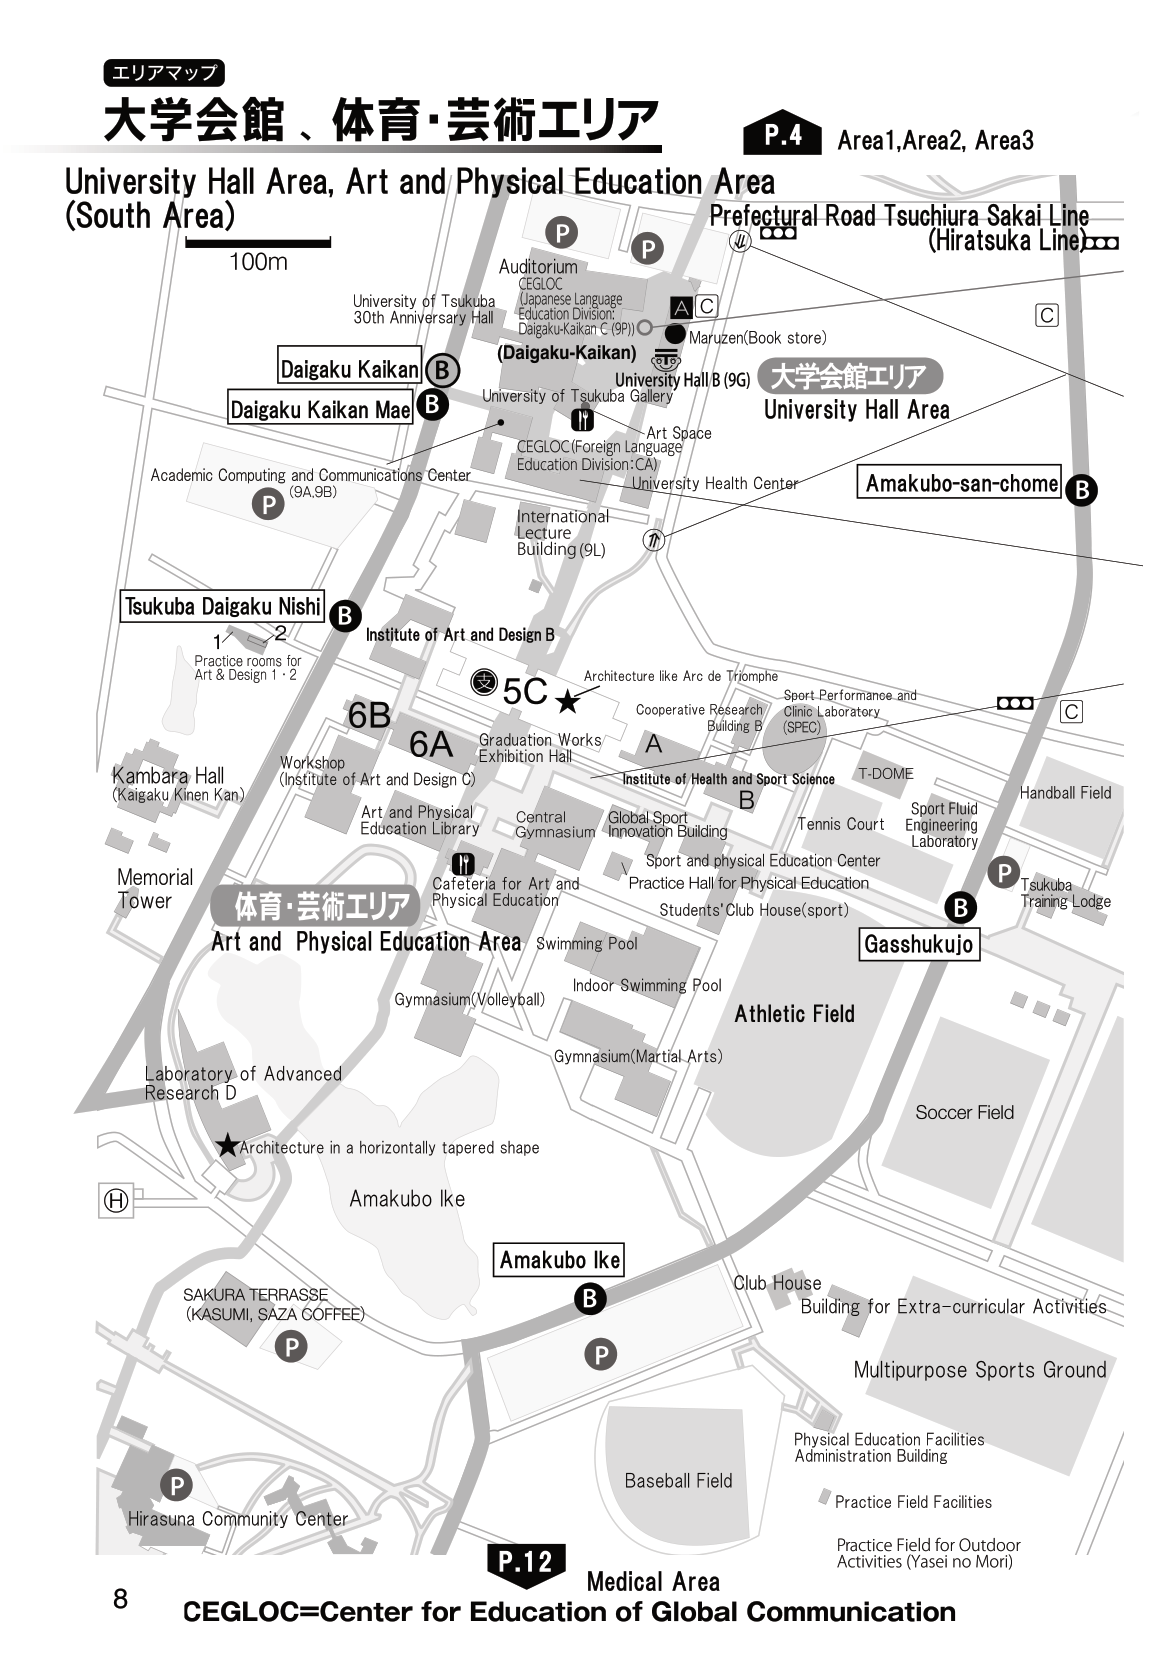 エリアマップ
大学会館、体育・芸術エリア
P.4
Area1,Area2, Area3
University Hall Area, Art and Physical Education Area
(South Area)
100m
Prefectural Road Tsuchiura Sakai Line
(Hiratsuka Line)
P
P
Auditorium
CEGLOC
(Japanese Language
Education Division:
Daigaku-Kaikan C (9P))
University of Tsukuba
30th Anniversary Hall
A
C
C
Maruzen(Book store)
(Daigaku-Kaikan)
Daigaku Kaikan
B
University Hall B (9G)
大学会館エリア
University Hall Area
Daigaku Kaikan Mae
B
University of Tsukuba Gallery
Art Space
CEGLOC(Foreign Language
Education Division:CA)
Academic Computing and Communications Center
(9A,9B)
P
University Health Center
Amakubo-san-chome
B
International
Lecture
Building (9L)
Tsukuba Daigaku Nishi
B
1
2
Practice rooms for
Art & Design 1・2
Institute of Art and Design B
支
5C
Architecture like Arc de Triomphe
6B
6A
Cooperative Research
Building B
Sport Performance and
Clinic Laboratory
(SPEC)
C
Graduation Works
Exhibition Hall
A
Workshop
(Institute of Art and Design C)
Kambara Hall
(Kaigaku Kinen Kan)
Institute of Health and Sport Science
B
T-DOME
Handball Field
Art and Physical
Education Library
Central
Gymnasium
Global Sport
Innovation Building
Tennis Court
Sport Fluid
Engineering
Laboratory
Sport and physical Education Center
Practice Hall for Physical Education
Students' Club House(sport)
P
Tsukuba
Training Lodge
Memorial
Tower
Cafeteria for Art and
Physical Education
体育・芸術エリア
Art and Physical Education Area
B
Gasshukujo
Swimming Pool
Indoor Swimming Pool
Gymnasium(Volleyball)
Athletic Field
Gymnasium(Martial Arts)
Laboratory of Advanced
Research D
Soccer Field
Architecture in a horizontally tapered shape
H
Amakubo Ike
Amakubo Ike
B
P
SAKURA TERRASSE
(KASUMI, SAZA COFFEE)
P
Club House
Building for Extra-curricular Activities
Multipurpose Sports Ground
Physical Education Facilities
Administration Building
Baseball Field
P
Hirasuna Community Center
Practice Field Facilities
Practice Field for Outdoor
Activities (Yasei no Mori)
P.12
Medical Area
8
CEGLOC=Center for Education of Global Communication